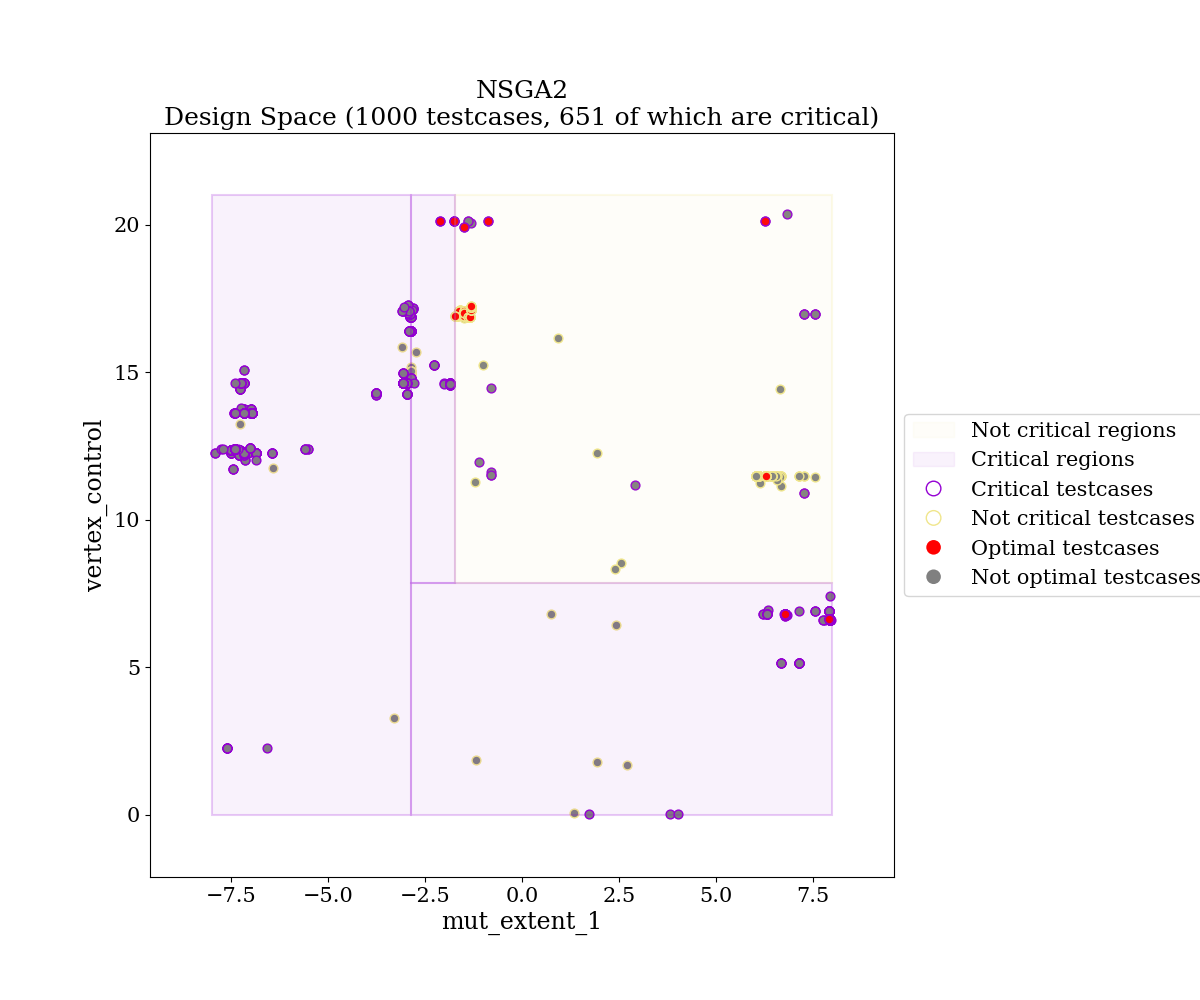 NSGA2
Design Space (1000 testcases, 651 of which are critical)
20
15
10
5
0
vertex_control
−7.5
−5.0
−2.5
0.0
2.5
5.0
7.5
mut_extent_1
Not critical regions
Critical regions
Critical testcases
Not critical testcases
Optimal testcases
Not optimal testcases